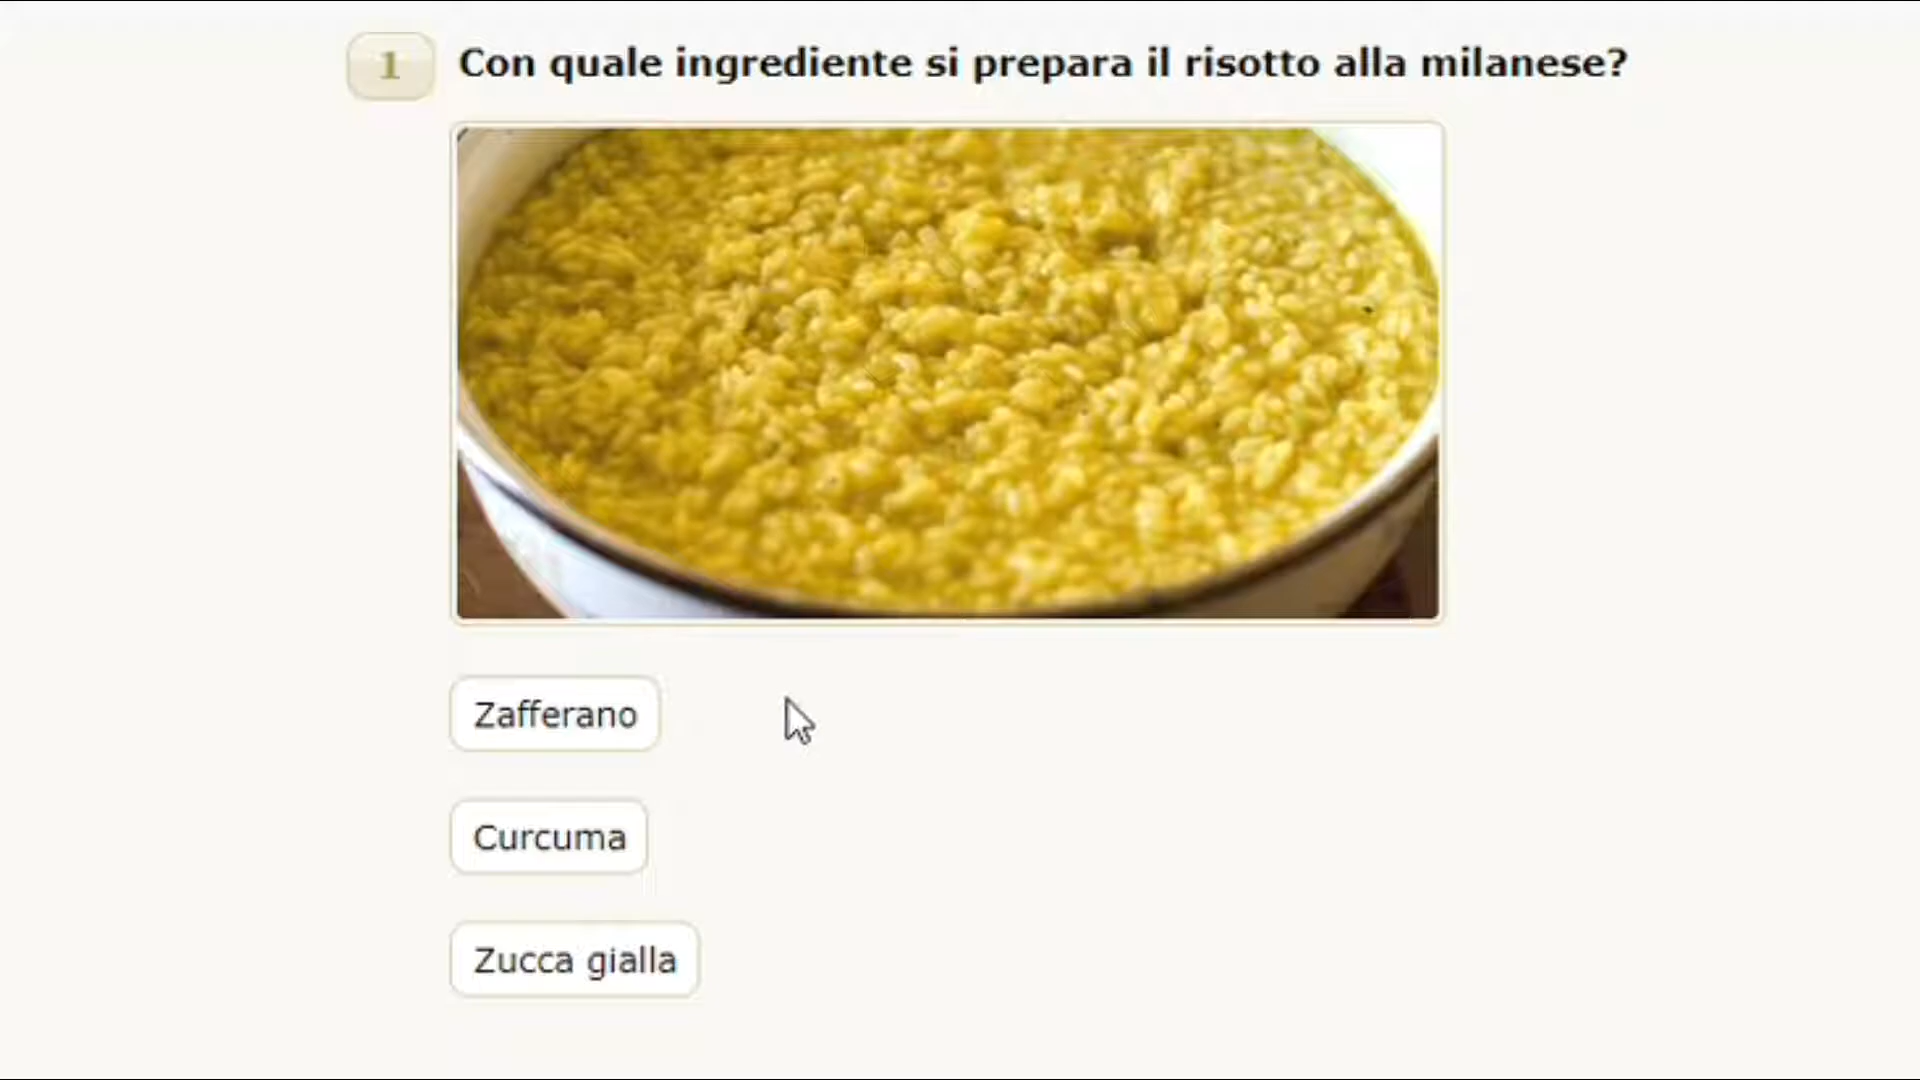 1 Con quale ingrediente si prepara il risotto alla milanese?
Zafferano
Curcuma
Zucca gialla